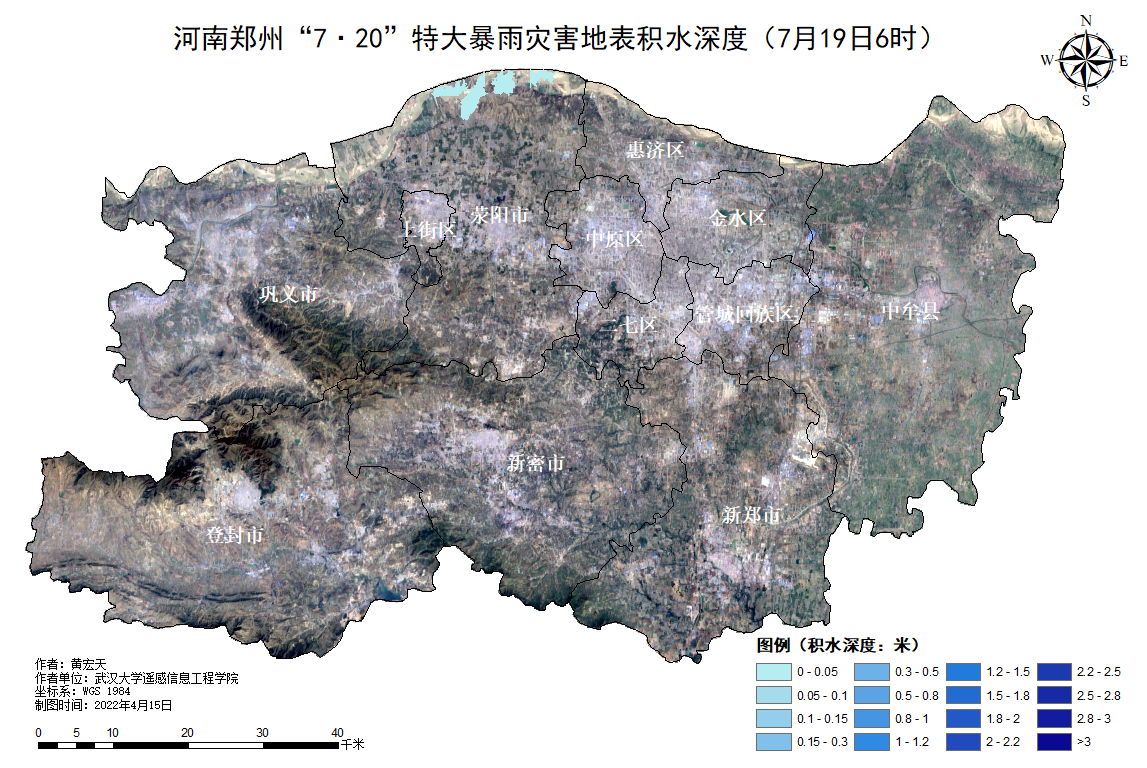 河南郑州“7·20”特大暴雨灾害地表积水深度（7月19日6时）
N
W
E
S
惠济区
荥阳市
金水区
上街区
中原区
巩义市
二七区
管城回族区
中牟县
新密市
新郑市
登封市
图例（积水深度：米）
0 - 0.05
0.3 - 0.5
1.2 - 1.5
2.2 - 2.5
0.05 - 0.1
0.5 - 0.8
1.5 - 1.8
2.5 - 2.8
0.1 - 0.15
0.8 - 1
1.8 - 2
2.8 - 3
0.15 - 0.3
1 - 1.2
2 - 2.2
>3
作者：黄宏天
作者单位：武汉大学遥感信息工程学院
坐标系：WGS 1984
制图时间：2022年4月15日
0 5 10 20 30 40
千米